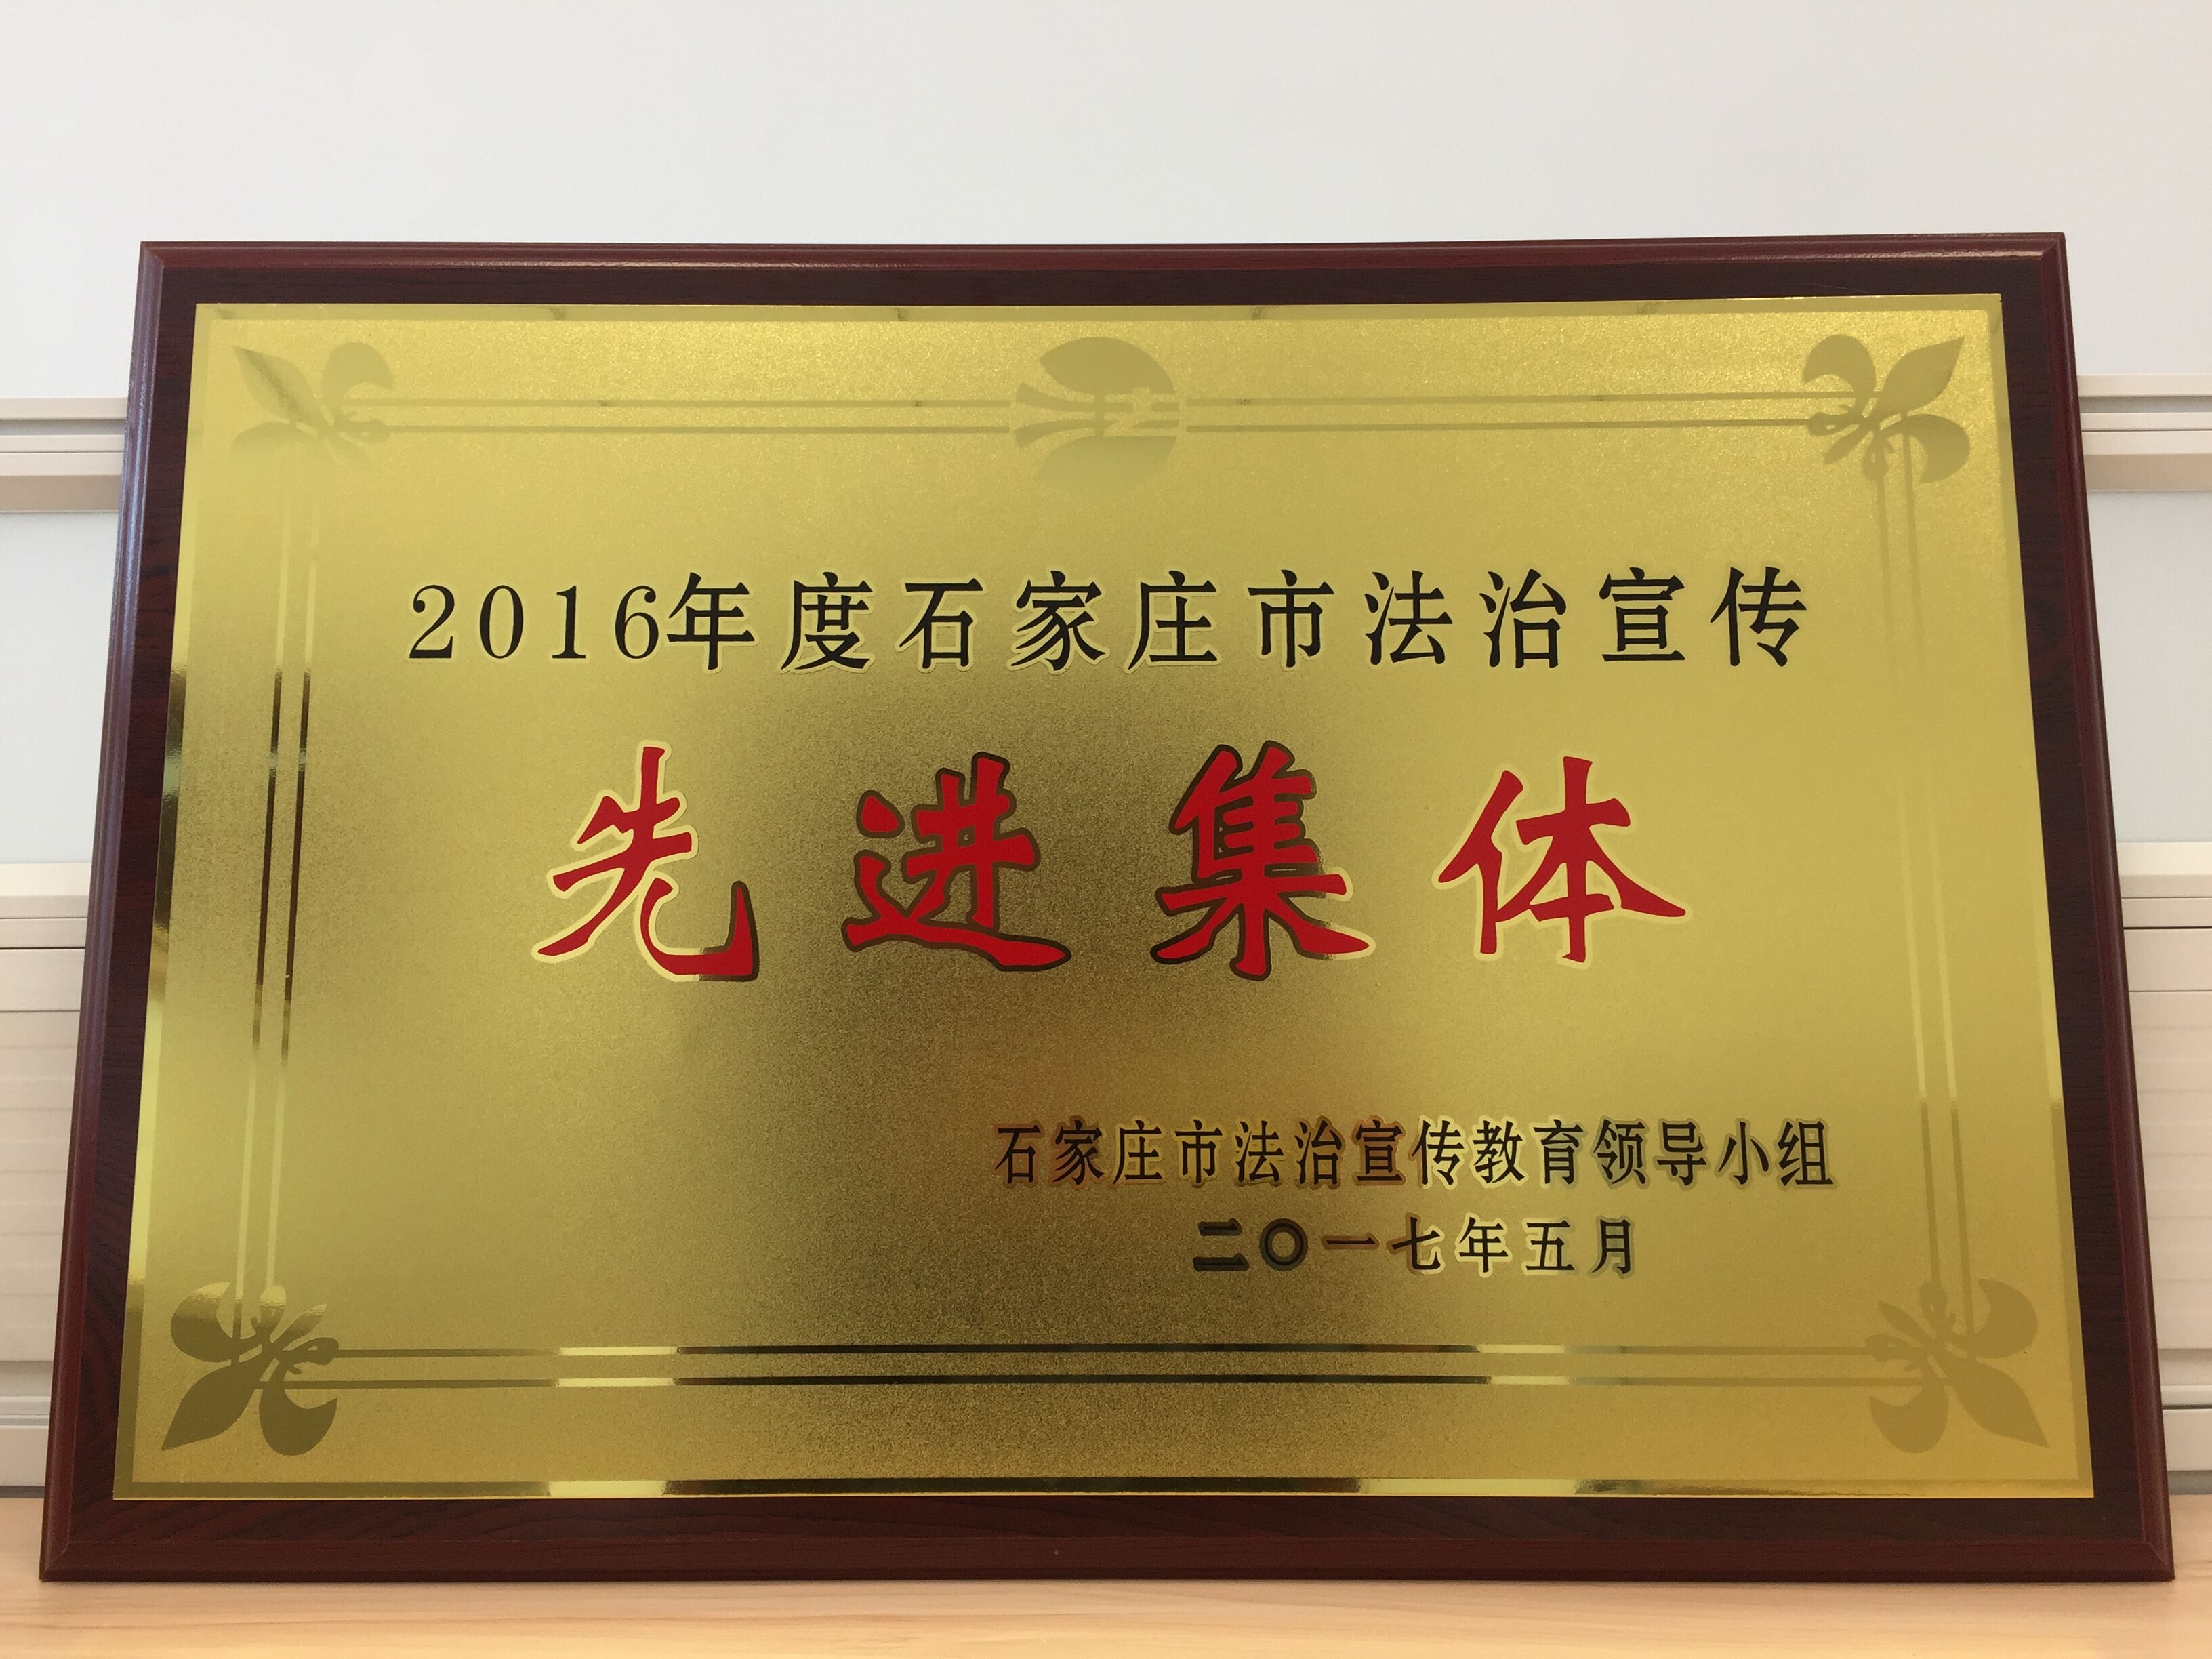 2016年度石家庄市法治宣传
先进集体
石家庄市法治宣传教育领导小组
二〇一七年五月